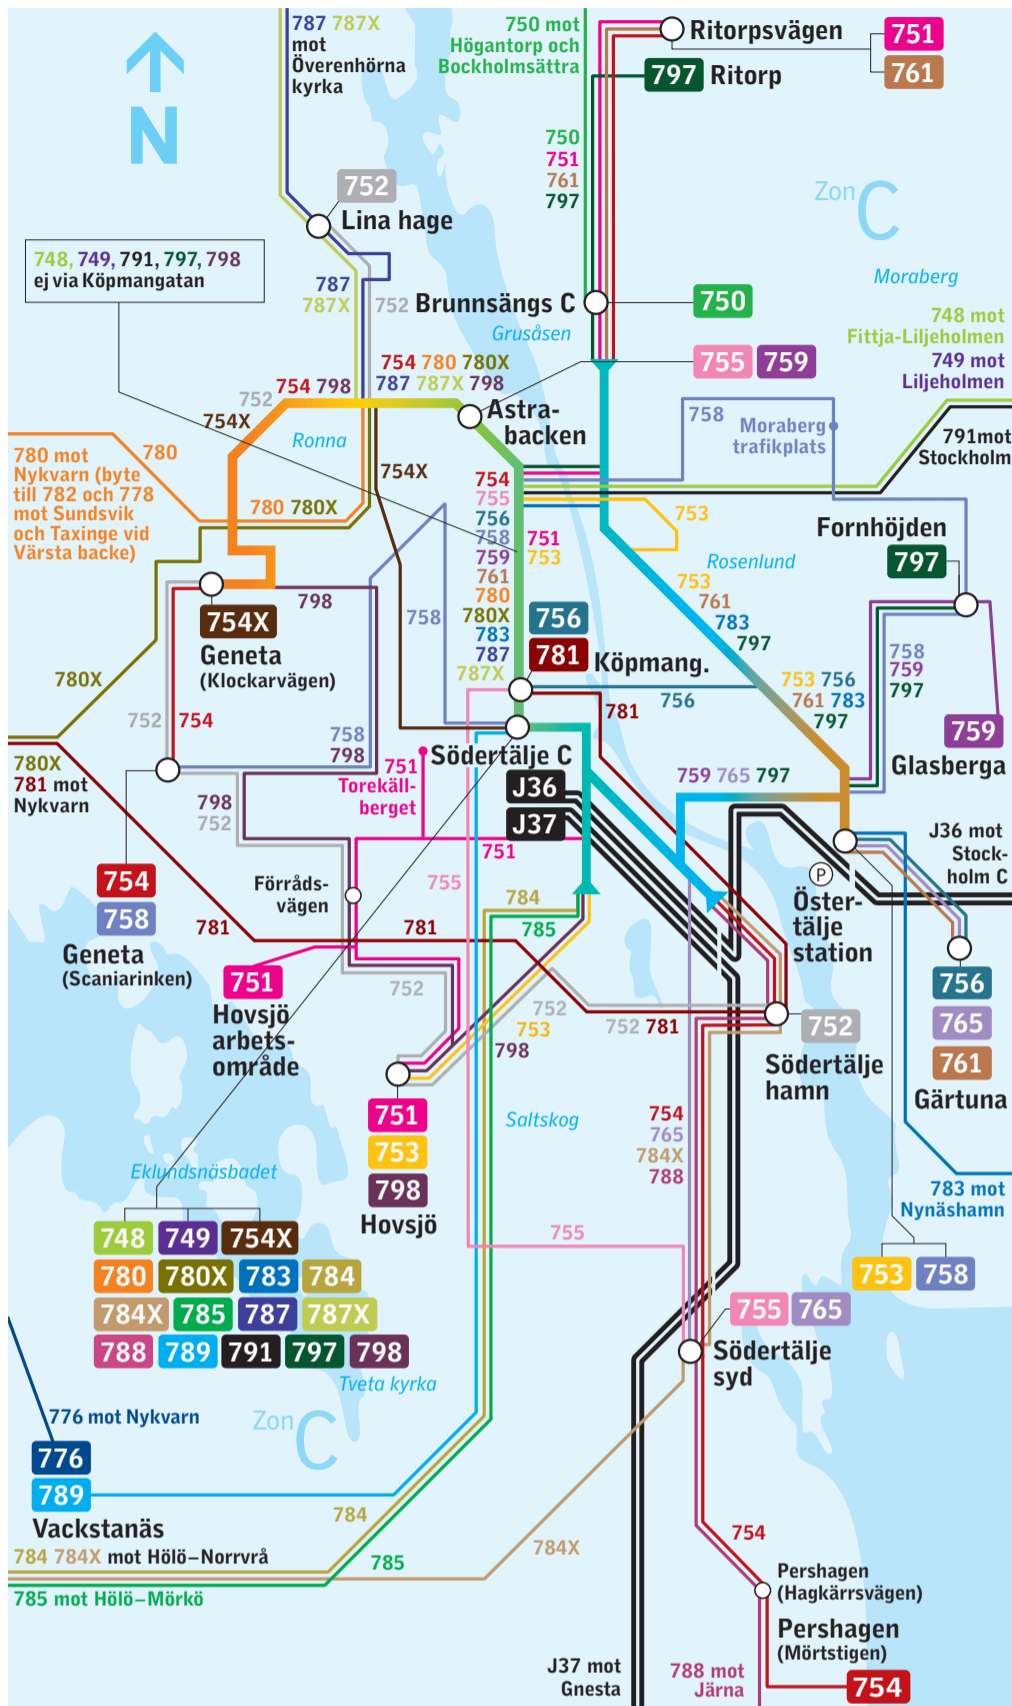 787 787X
mot
Överenhörna
kyrka
750 mot
Högantorp och
Bockholmsättra
Ritorpsvägen
751
761
797 Ritorp
N
750
751
761
797
752
Lina hage
Zon C
748, 749, 791, 797, 798
ej via Köpmangatan
787
787X
752
Brunnsängs C
750
Moraberg
Grusåsen
748 mot
Fittja-Liljeholmen
749 mot
Liljeholmen
755 759
754 780 780X
787 787X 798
754 798
752
754X
Astra-
backen
758
Moraberg
trafikplats
791mot
Stockholm
Ronna
780 mot
Nykvarn (byte
till 782 och 778
mot Sundsvik
och Taxinge vid
Värsta backe)
780
754X
780 780X
754
755
756
758
759
761
780
780X
783
787
787X
751
753
753
Fornhöjden
797
Rosenlund
753
761
783
797
798
754X
Geneta
(Klockarvägen)
758
756
781
Köpmang.
758
759
797
780X
752
754
756
781
753 756
761 783
797
759
Glasberga
758
798
Södertälje C
780X
781 mot
Nykvarn
751
Torekäll-
berget
J36
J37
759 765 797
798
752
751
J36 mot
Stock-
holm C
754
758
Geneta
(Scaniarinken)
Förråds-
vägen
755
784
785
P
Öster-
tälje
station
781
781
751
Hovsjö
arbets-
område
752
752
753
798
752 781
752
Södertälje
hamn
756
765
761
Gärtuna
751
753
798
Hovsjö
Saltskog
754
765
784X
788
Eklundsnäsbadet
783 mot
Nynäshamn
748 749 754X
780 780X 783 784
784X 785 787 787X
788 789 791 797 798
755
753 758
755 765
Södertälje
syd
Tveta kyrka
Zon C
776 mot Nykvarn
776
789
Vackstanäs
784
784 784X mot Hölö–Norrvrå
785
784X
785 mot Hölö–Mörkö
754
Pershagen
(Hagkärrsvägen)
Pershagen
(Mörtstigen)
754
J37 mot
Gnesta
788 mot
Järna